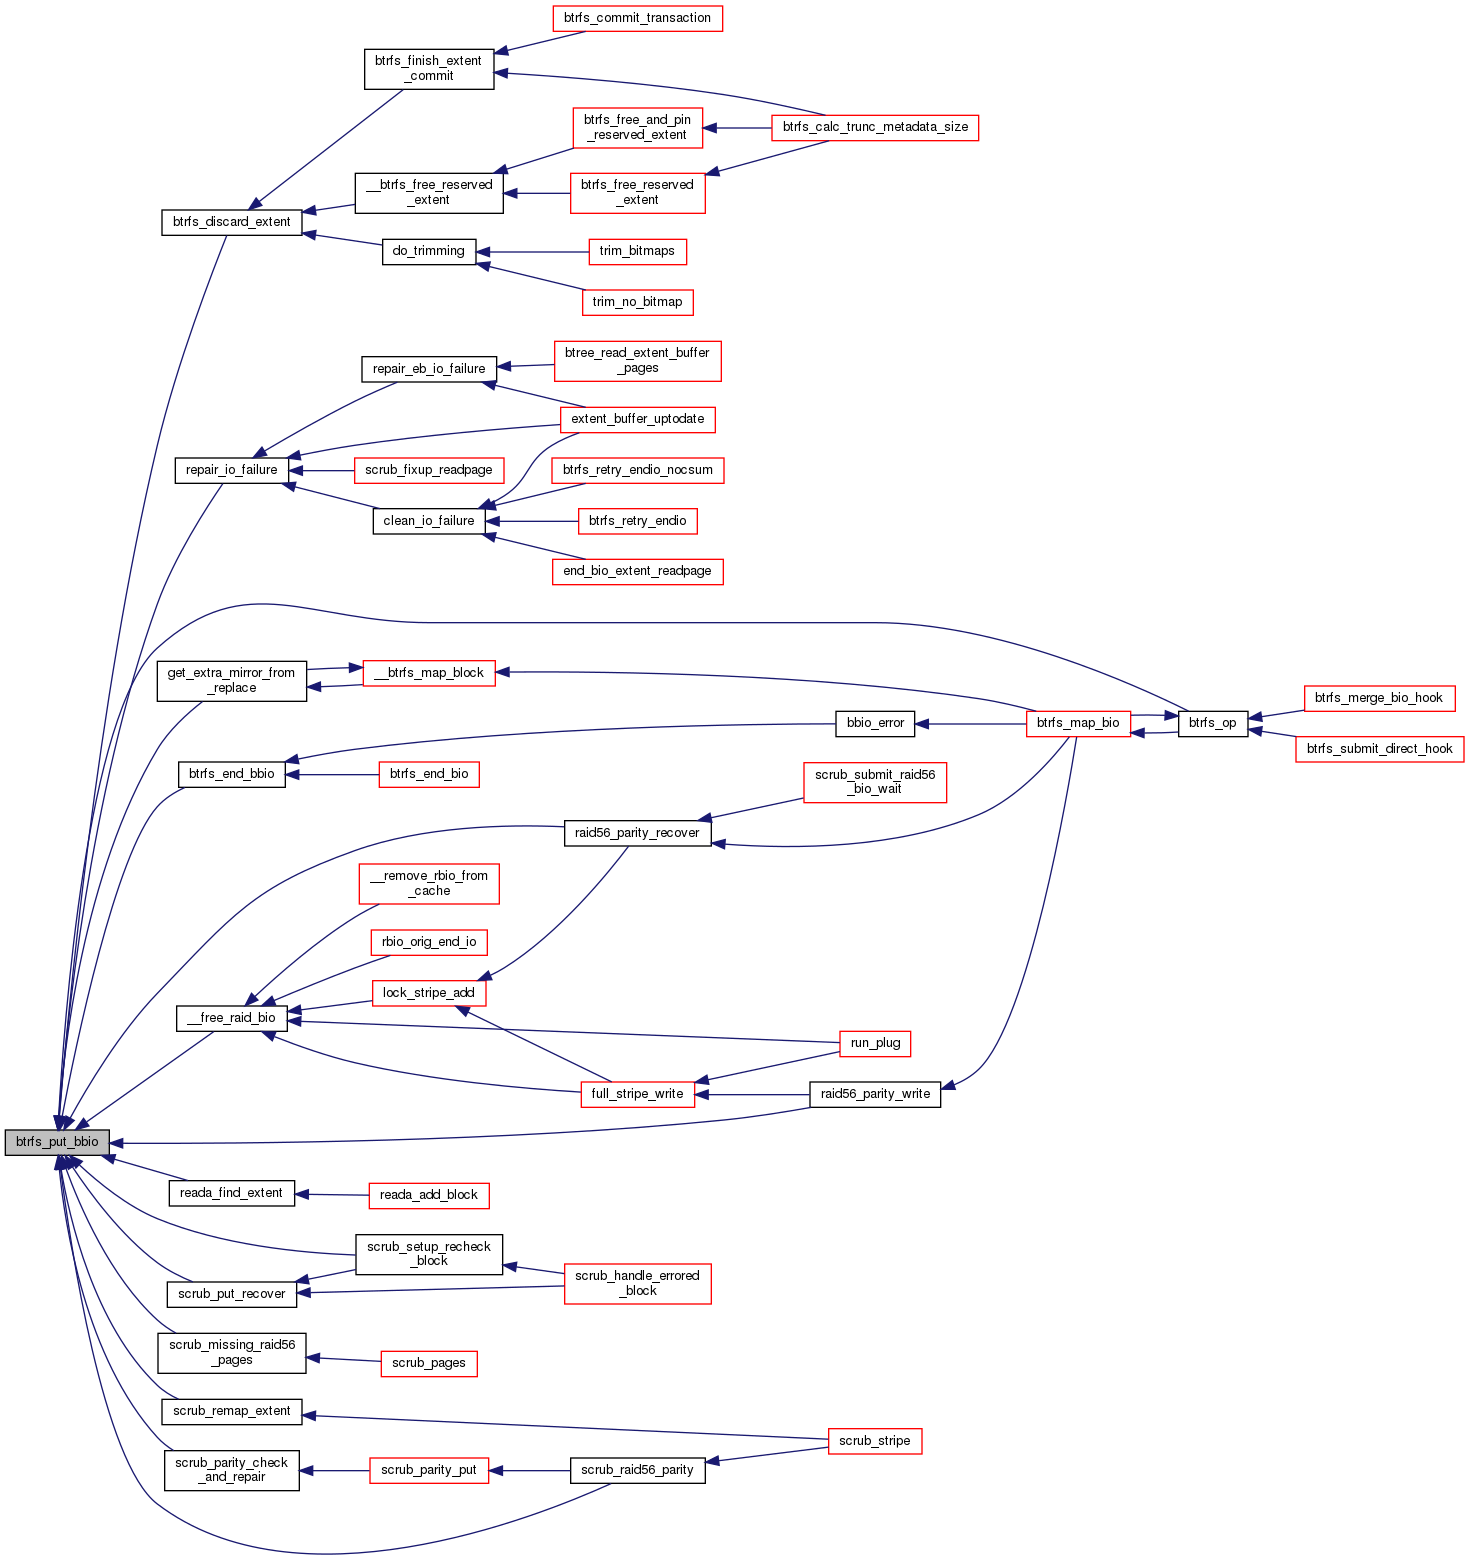 btrfs_commit_transaction
btrfs_finish_extent
_commit
btrfs_free_and_pin
_reserved_extent
btrfs_calc_trunc_metadata_size
__btrfs_free_reserved
_extent
btrfs_free_reserved
_extent
btrfs_discard_extent
do_trimming
trim_bitmaps
trim_no_bitmap
btree_read_extent_buffer
_pages
repair_eb_io_failure
extent_buffer_uptodate
repair_io_failure
scrub_fixup_readpage
btrfs_retry_endio_nocsum
clean_io_failure
btrfs_retry_endio
end_bio_extent_readpage
get_extra_mirror_from
_replace
__btrfs_map_block
btrfs_merge_bio_hook
bbio_error
btrfs_map_bio
btrfs_op
btrfs_submit_direct_hook
btrfs_end_bbio
btrfs_end_bio
scrub_submit_raid56
_bio_wait
raid56_parity_recover
__remove_rbio_from
_cache
rbio_orig_end_io
lock_stripe_add
__free_raid_bio
run_plug
full_stripe_write
raid56_parity_write
btrfs_put_bbio
reada_find_extent
reada_add_block
scrub_setup_recheck
_block
scrub_handle_errored
_block
scrub_put_recover
scrub_missing_raid56
_pages
scrub_pages
scrub_remap_extent
scrub_stripe
scrub_parity_check
_and_repair
scrub_parity_put
scrub_raid56_parity